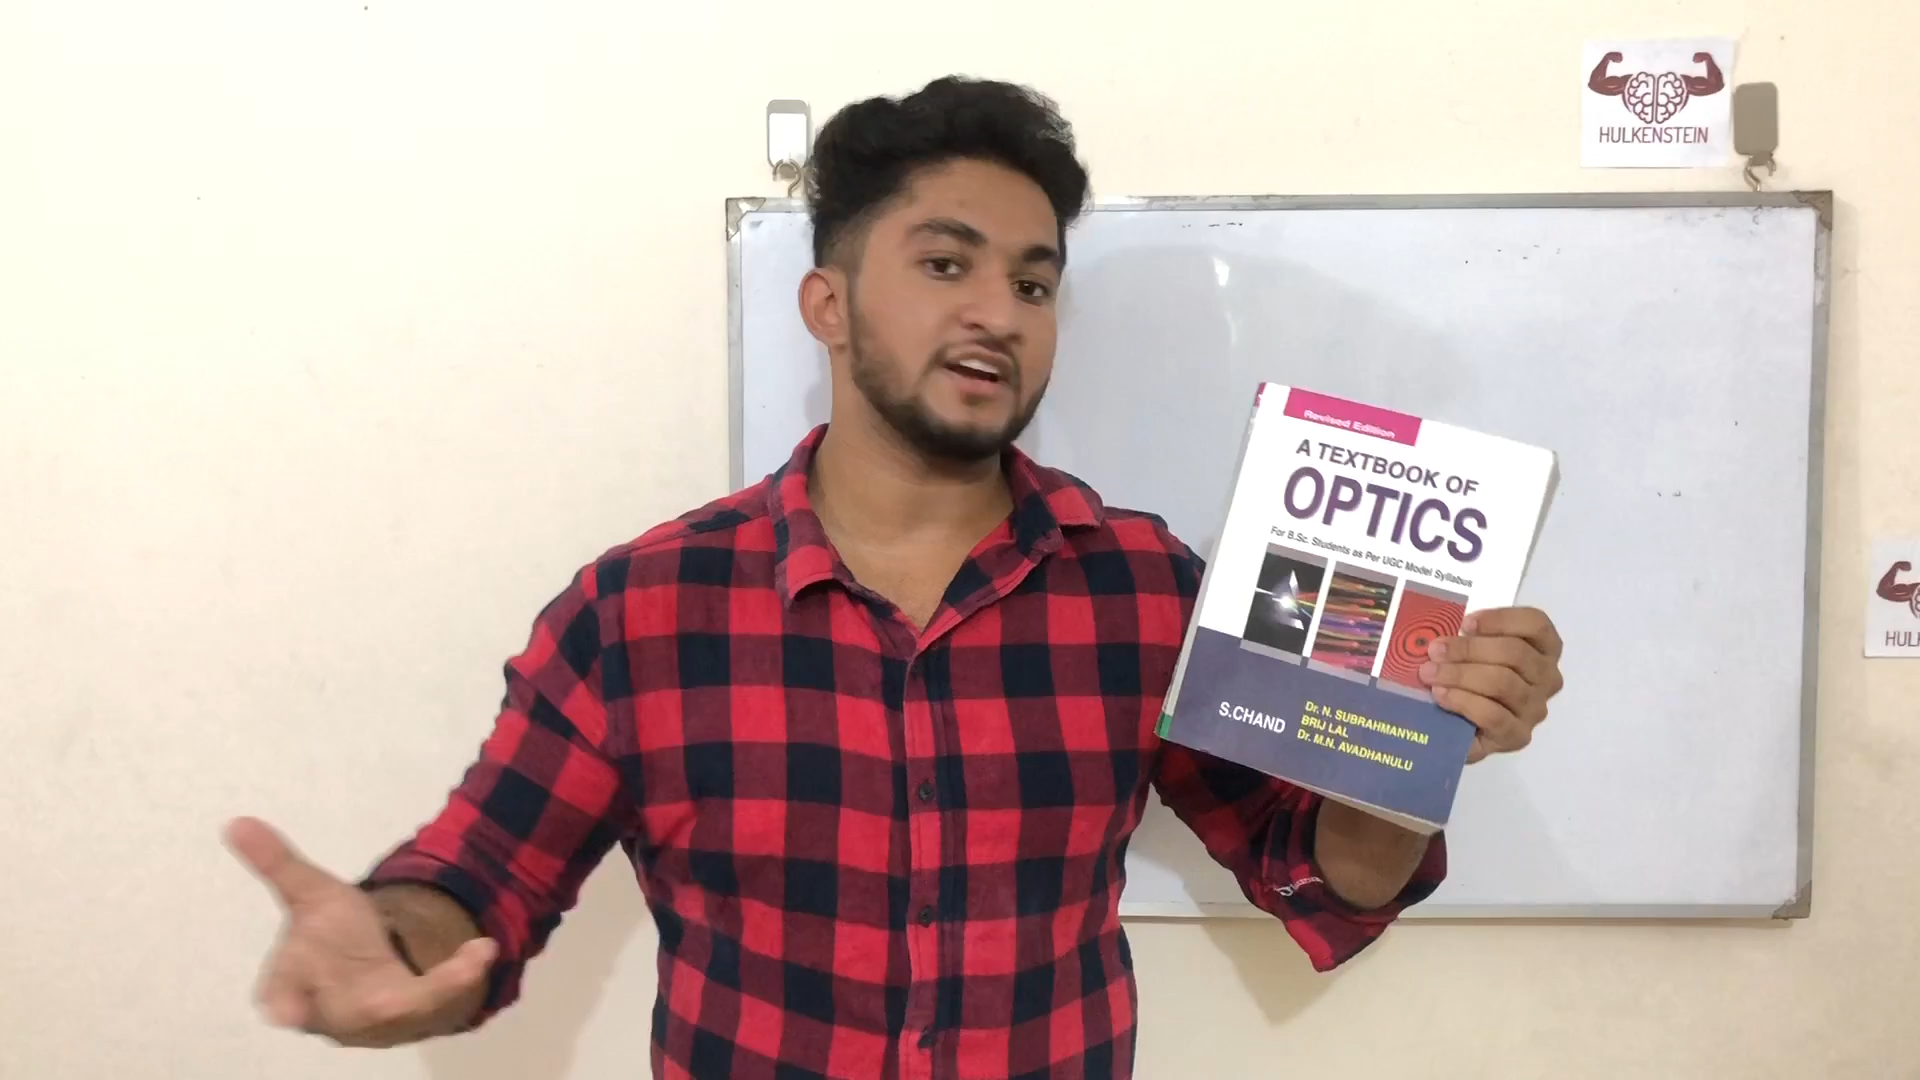 HULKENSTEIN
Revised Edition
A TEXTBOOK OF
OPTICS
For B.Sc. Students as Per UGC Model Syllabus
S.CHAND
Dr. N. SUBRAHMANYAM
BRIJ LAL
Dr. M.N. AVADHANULU